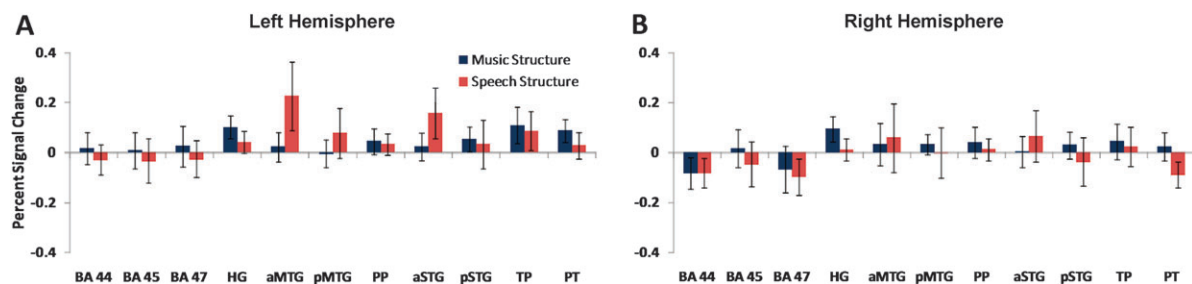 A
Left Hemisphere
Percent Signal Change
0.4
0.2
0
-0.2
-0.4
Music Structure
Speech Structure
BA 44 BA 45 BA 47 HG aMTG pMTG PP aSTG pSTG TP PT
B
Right Hemisphere
0.4
0.2
0
-0.2
-0.4
BA 44 BA 45 BA 47 HG aMTG pMTG PP aSTG pSTG TP PT